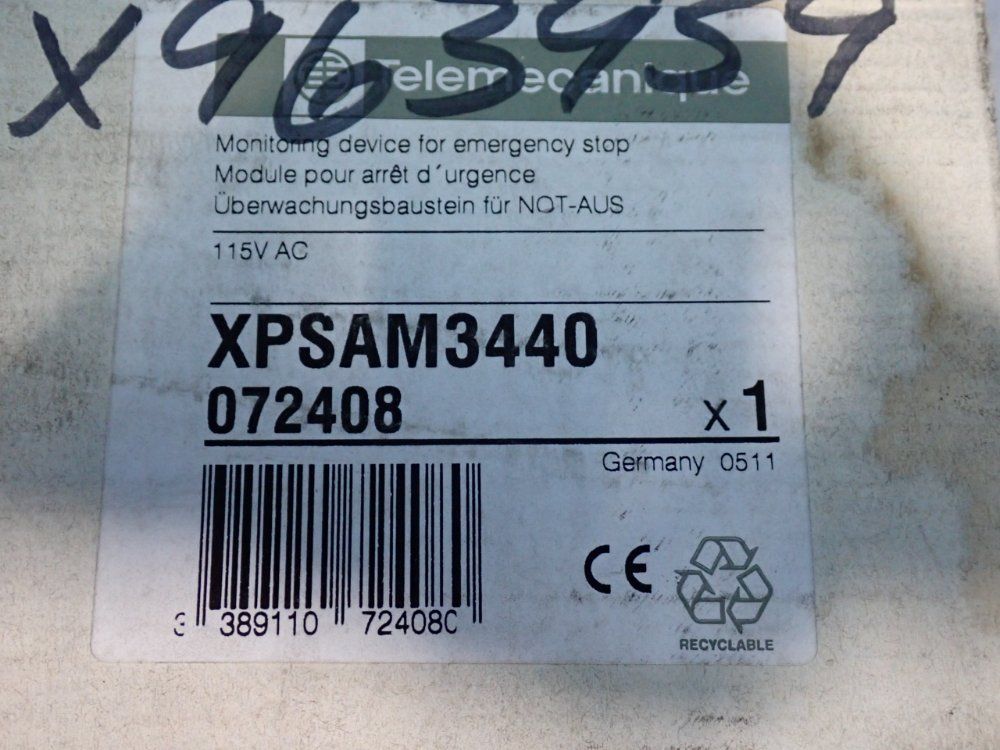 X963959
Telemecanique
Monitoring device for emergency stop
Module pour arrêt d´urgence
Überwachungsbaustein für NOT-AUS
115V AC
XPSAM3440
072408
x 1
Germany 0511
3 389110 724080
CE
RECYCLABLE